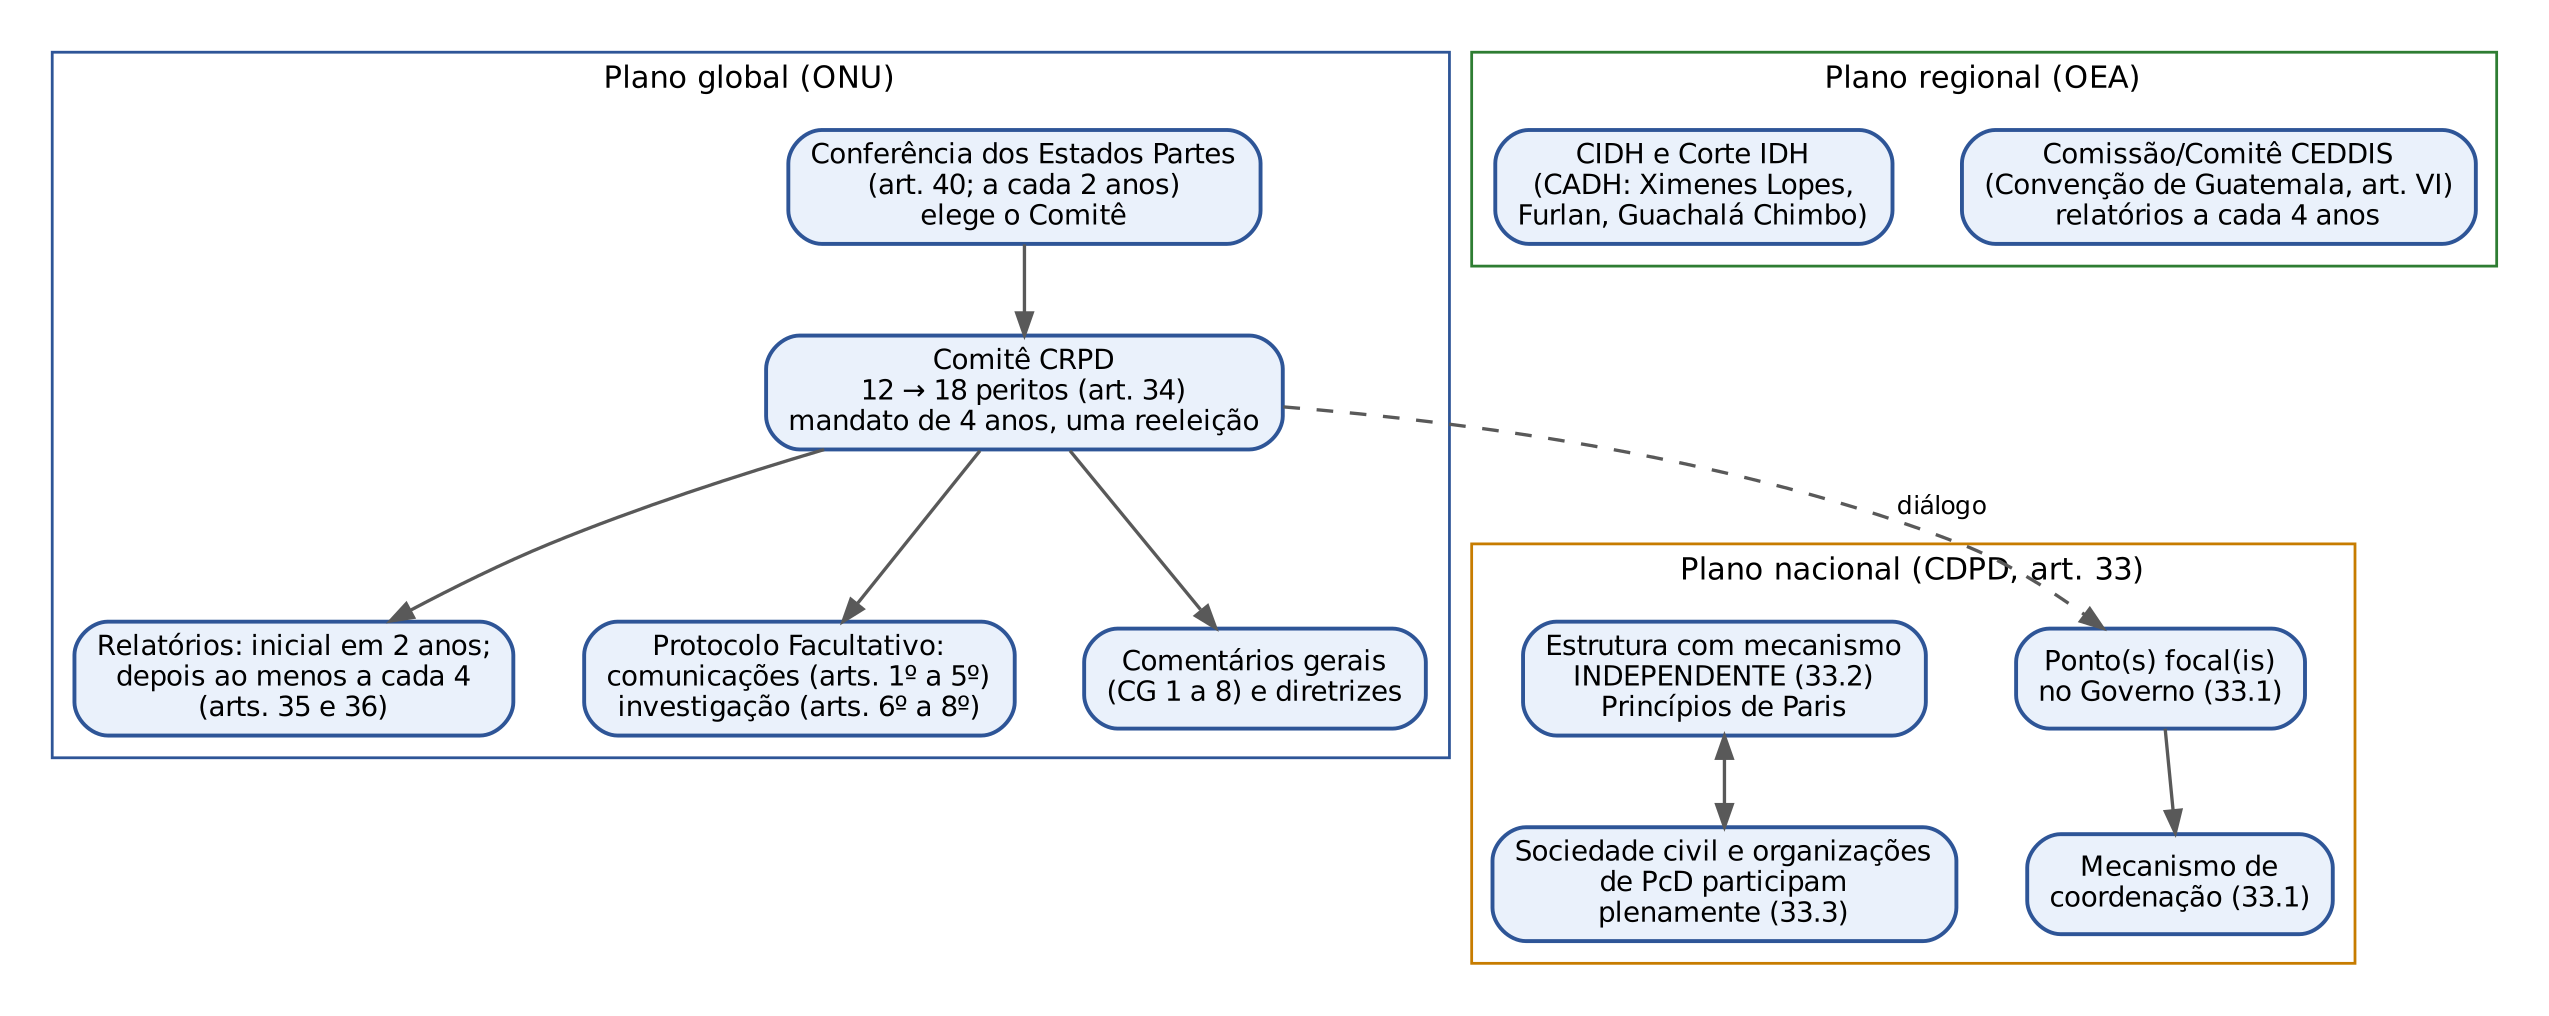 Plano global (ONU)
Conferência dos Estados Partes
(art. 40; a cada 2 anos)
elege o Comitê
Comitê CRPD
12 → 18 peritos (art. 34)
mandato de 4 anos, uma reeleição
Relatórios: inicial em 2 anos;
depois ao menos a cada 4
(arts. 35 e 36)
Protocolo Facultativo:
comunicações (arts. 1º a 5º)
investigação (arts. 6º a 8º)
Comentários gerais
(CG 1 a 8) e diretrizes
Plano regional (OEA)
CIDH e Corte IDH
(CADH: Ximenes Lopes,
Furlan, Guachalá Chimbo)
Comissão/Comitê CEDDIS
(Convenção de Guatemala, art. VI)
relatórios a cada 4 anos
diálogo
Plano nacional (CDPD, art. 33)
Estrutura com mecanismo
INDEPENDENTE (33.2)
Princípios de Paris
Ponto(s) focal(is)
no Governo (33.1)
Sociedade civil e organizações
de PcD participam
plenamente (33.3)
Mecanismo de
coordenação (33.1)